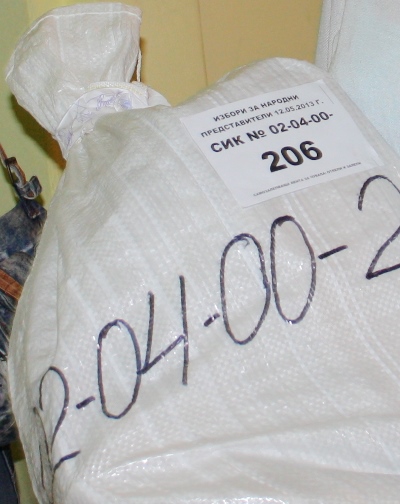 ИЗБОРИ ЗА НАРОДНИ
ПРЕДСТАВИТЕЛИ 12.05.2013 Г.
СИК № 02-04-00-
206
2-04-00-2